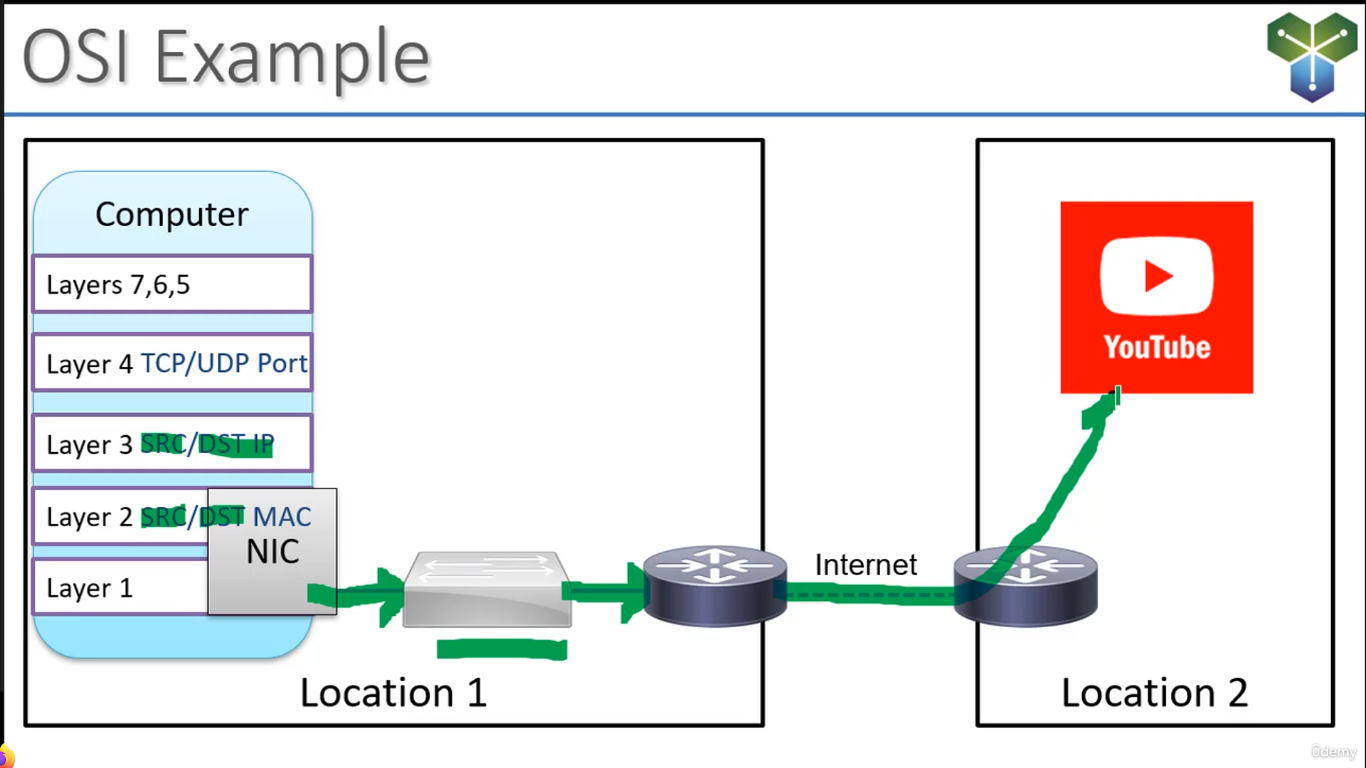 OSI Example
Computer
Layers 7,6,5
Layer 4 TCP/UDP Port
Layer 3 SRC/DST IP
Layer 2 SRC/DST MAC
NIC
Layer 1
Internet
YouTube
Location 1
Location 2
ûdemy